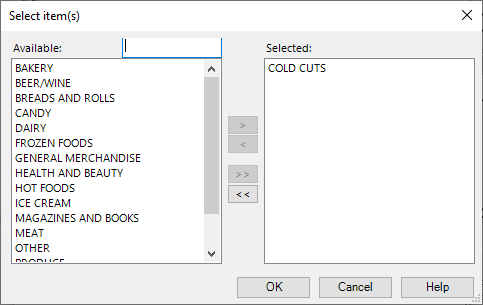 Select item(s)
Available:
Selected:
BAKERY
BEER/WINE
BREADS AND ROLLS
CANDY
DAIRY
FROZEN FOODS
GENERAL MERCHANDISE
HEALTH AND BEAUTY
HOT FOODS
ICE CREAM
MAGAZINES AND BOOKS
MEAT
OTHER
PRODUCE
>
<
>>
<<
COLD CUTS
OK
Cancel
Help